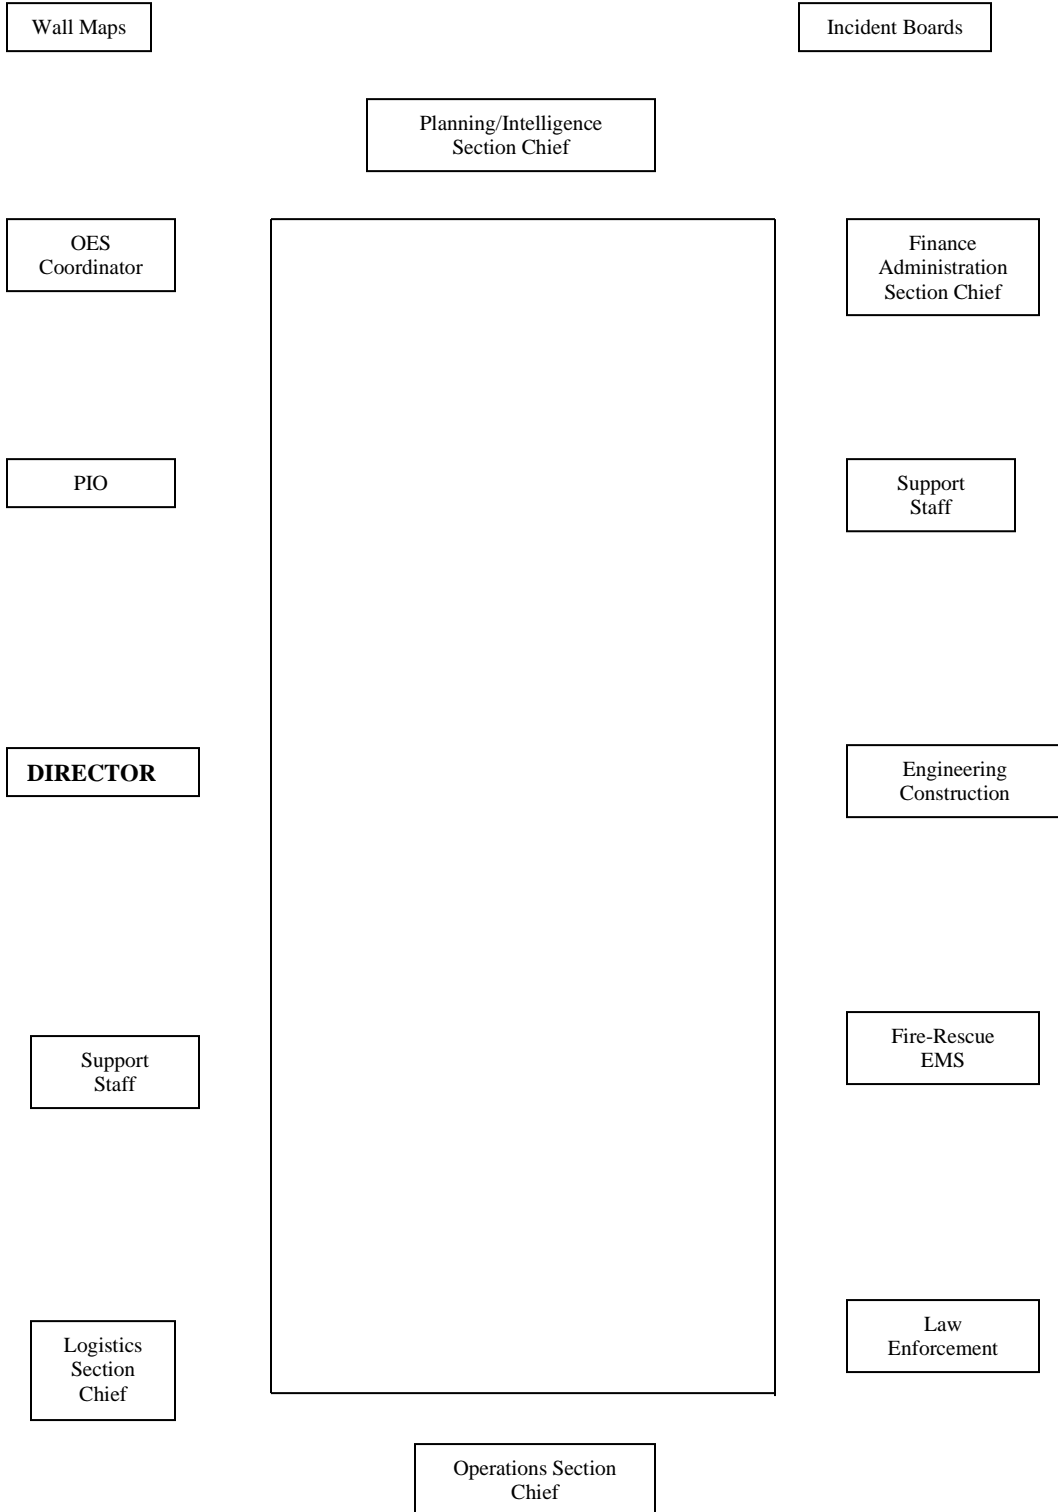 Wall Maps
Incident Boards
Planning/Intelligence
Section Chief
OES
Coordinator
Finance
Administration
Section Chief
PIO
Support
Staff
DIRECTOR
Engineering
Construction
Support
Staff
Fire-Rescue
EMS
Logistics
Section
Chief
Law
Enforcement
Operations Section
Chief